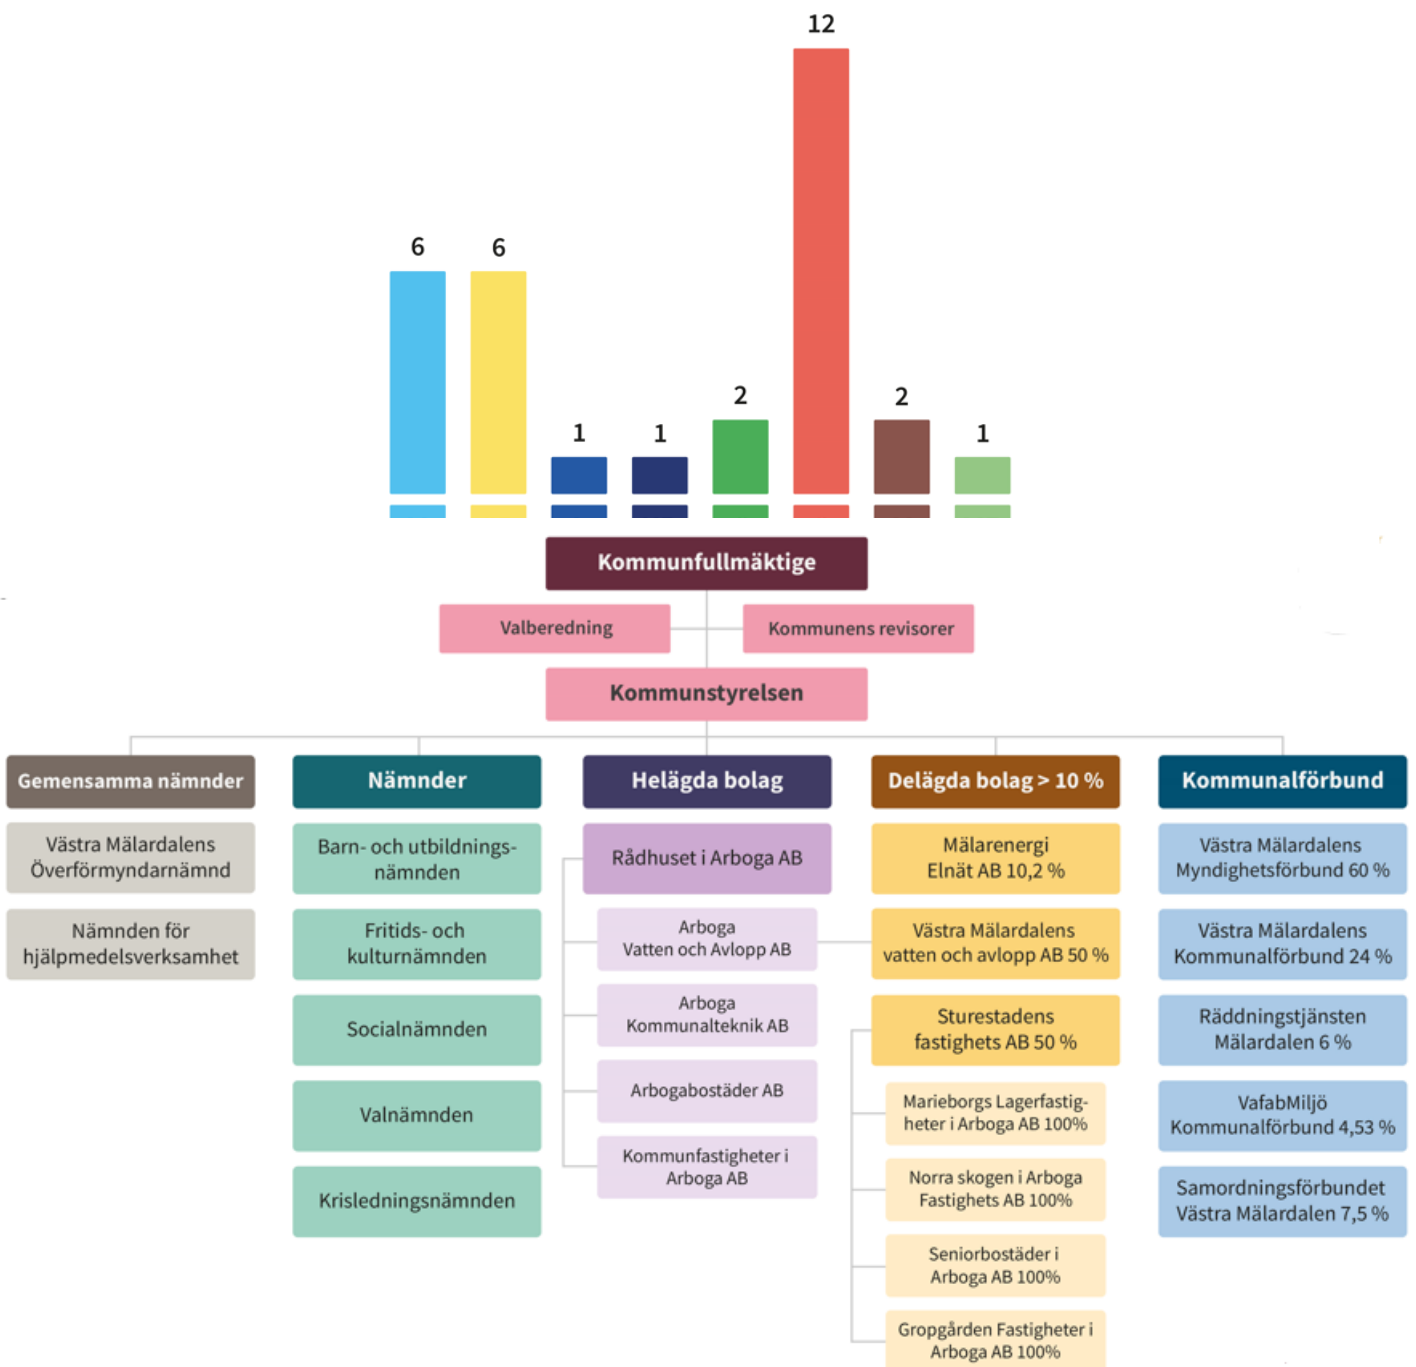 12
6
6
1
1
2
2
1
Kommunfullmäktige
Valberedning
Kommunens revisorer
Kommunstyrelsen
Gemensamma nämnder
Västra Mälardalens
Överförmyndarnämnd
Nämnden för
hjälpmedelsverksamhet
Nämnder
Barn- och utbildnings-
nämnden
Fritids- och
kulturnämnden
Socialnämnden
Valnämnden
Krisledningsnämnden
Helägda bolag
Rådhuset i Arboga AB
Arboga
Vatten och Avlopp AB
Arboga
Kommunalteknik AB
Arbogabostäder AB
Kommunfastigheter i
Arboga AB
Delägda bolag > 10 %
Mälarenergi
Elnät AB 10,2 %
Västra Mälardalens
vatten och avlopp AB 50 %
Sturestadens
fastighets AB 50 %
Marieborgs Lagerfastig-
heter i Arboga AB 100%
Norra skogen i Arboga
Fastighets AB 100%
Seniorbostäder i
Arboga AB 100%
Gropgården Fastigheter i
Arboga AB 100%
Kommunalförbund
Västra Mälardalens
Myndighetsförbund 60 %
Västra Mälardalens
Kommunalförbund 24 %
Räddningstjänsten
Mälardalen 6 %
VafabMiljö
Kommunalförbund 4,53 %
Samordningsförbundet
Västra Mälardalen 7,5 %